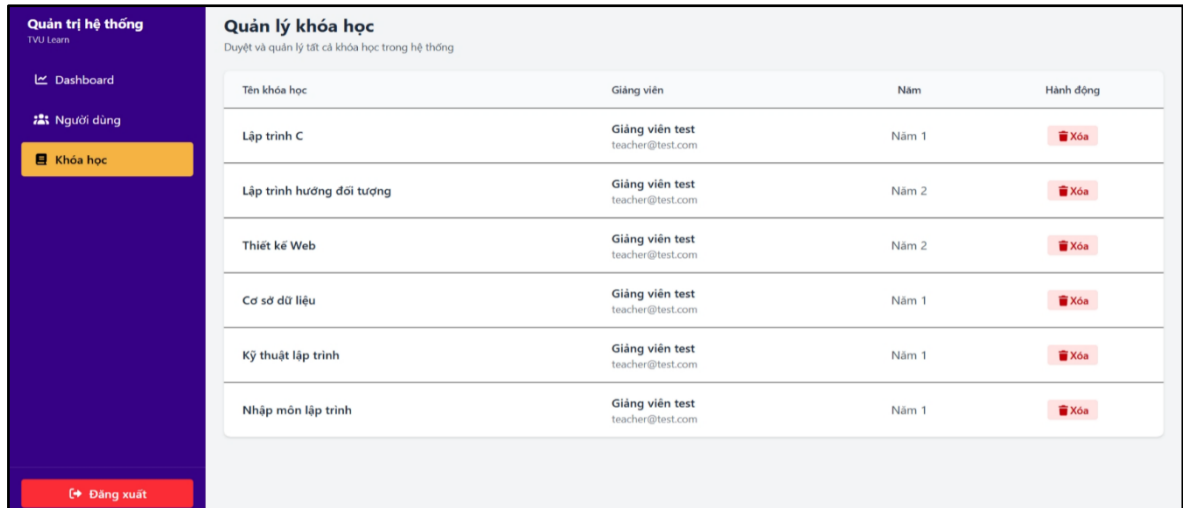 Quản trị hệ thống
TVU Learn
Dashboard
Người dùng
Khóa học
Đăng xuất
Quản lý khóa học
Duyệt và quản lý tất cả khóa học trong hệ thống
Tên khóa học Giảng viên Năm Hành động
Lập trình C Giảng viên test Năm 1 Xóa
teacher@test.com
Lập trình hướng đối tượng Giảng viên test Năm 2 Xóa
teacher@test.com
Thiết kế Web Giảng viên test Năm 2 Xóa
teacher@test.com
Cơ sở dữ liệu Giảng viên test Năm 1 Xóa
teacher@test.com
Kỹ thuật lập trình Giảng viên test Năm 1 Xóa
teacher@test.com
Nhập môn lập trình Giảng viên test Năm 1 Xóa
teacher@test.com